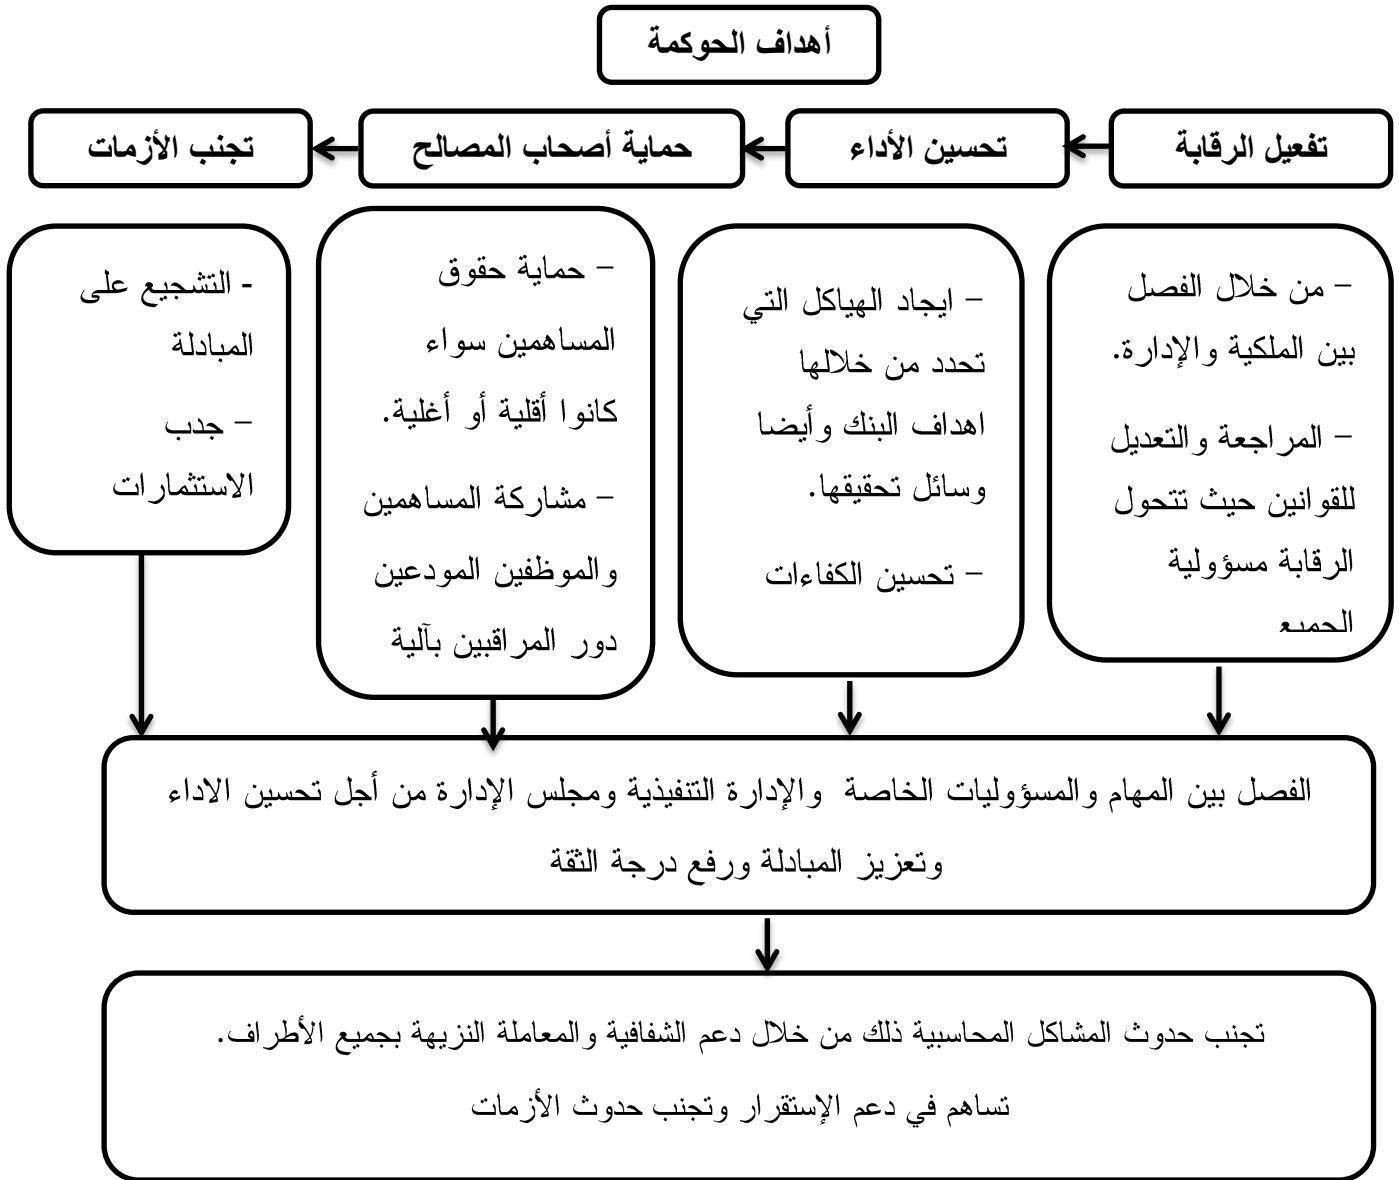 أهداف الحوكمة
تفعيل الرقابة
تحسين الأداء
حماية أصحاب المصالح
تجنب الأزمات
– من خلال الفصل
بين الملكية والإدارة.
– المراجعة والتعديل
للقوانين حيث تتحول
الرقابة مسؤولية
الجميع
– ايجاد الهياكل التي
تحدد من خلالها
اهداف البنك وأيضا
وسائل تحقيقها.
– تحسين الكفاءات
– حماية حقوق
المساهمين سواء
كانوا أقلية أو أغلية.
– مشاركة المساهمين
والموظفين المودعين
دور المراقبين بآلية
- التشجيع على
المبادلة
– جدب
الاستثمارات
الفصل بين المهام والمسؤوليات الخاصة والإدارة التنفيذية ومجلس الإدارة من أجل تحسين الاداء
وتعزيز المبادلة ورفع درجة الثقة
تجنب حدوث المشاكل المحاسبية ذلك من خلال دعم الشفافية والمعاملة النزيهة بجميع الأطراف.
تساهم في دعم الإستقرار وتجنب حدوث الأزمات